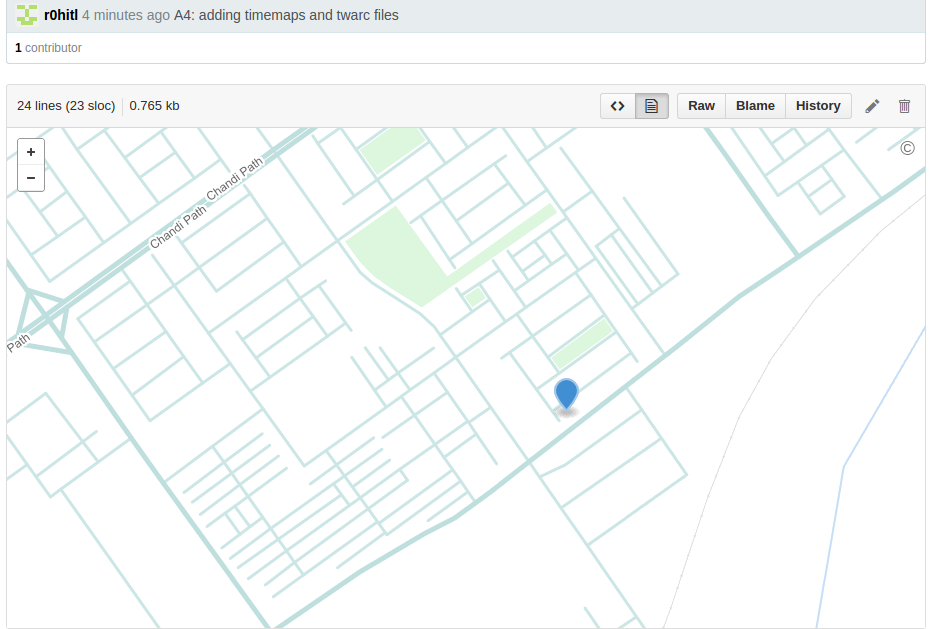 r0hitl 4 minutes ago A4: adding timemaps and twarc files
1 contributor
24 lines (23 sloc) 0.765 kb
<> Raw Blame History
+
−
©
Chandi Path
Chandi Path
Path